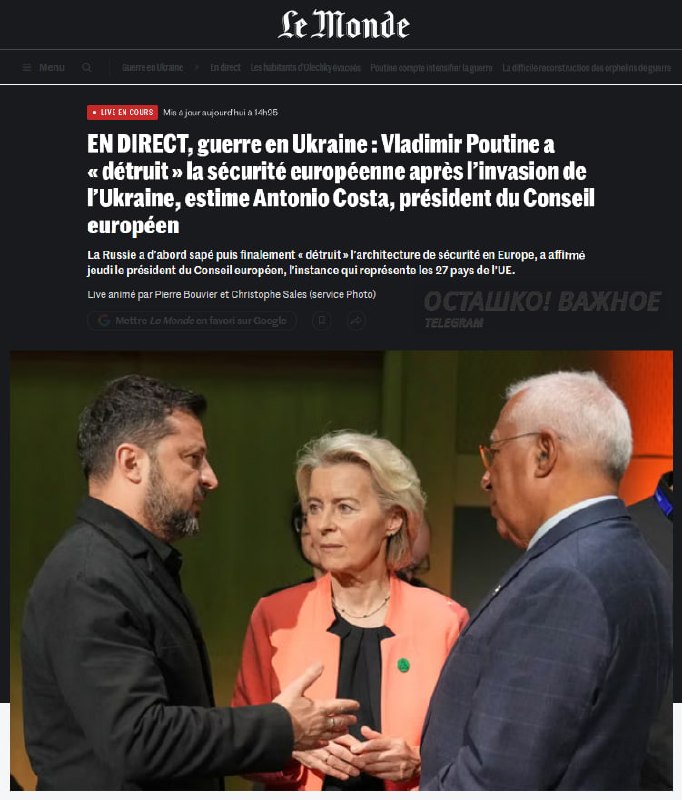 Le Monde
Menu
Guerre en Ukraine > En direct Les habitants d'Olechky évacués Poutine compte intensifier la guerre La difficile reconstruction des orphelins de guerre
• LIVE EN COURS Mis à jour aujourd'hui à 14h25
EN DIRECT, guerre en Ukraine : Vladimir Poutine a
« détruit » la sécurité européenne après l'invasion de
l'Ukraine, estime Antonio Costa, président du Conseil
européen
La Russie a d'abord sapé puis finalement « détruit » l'architecture de sécurité en Europe, a affirmé
jeudi le président du Conseil européen, l'instance qui représente les 27 pays de l'UE.
Live animé par Pierre Bouvier et Christophe Sales (service Photo)
Mettre Le Monde en favori sur Google
ОСТАШКО! ВАЖНОЕ
TELEGRAM